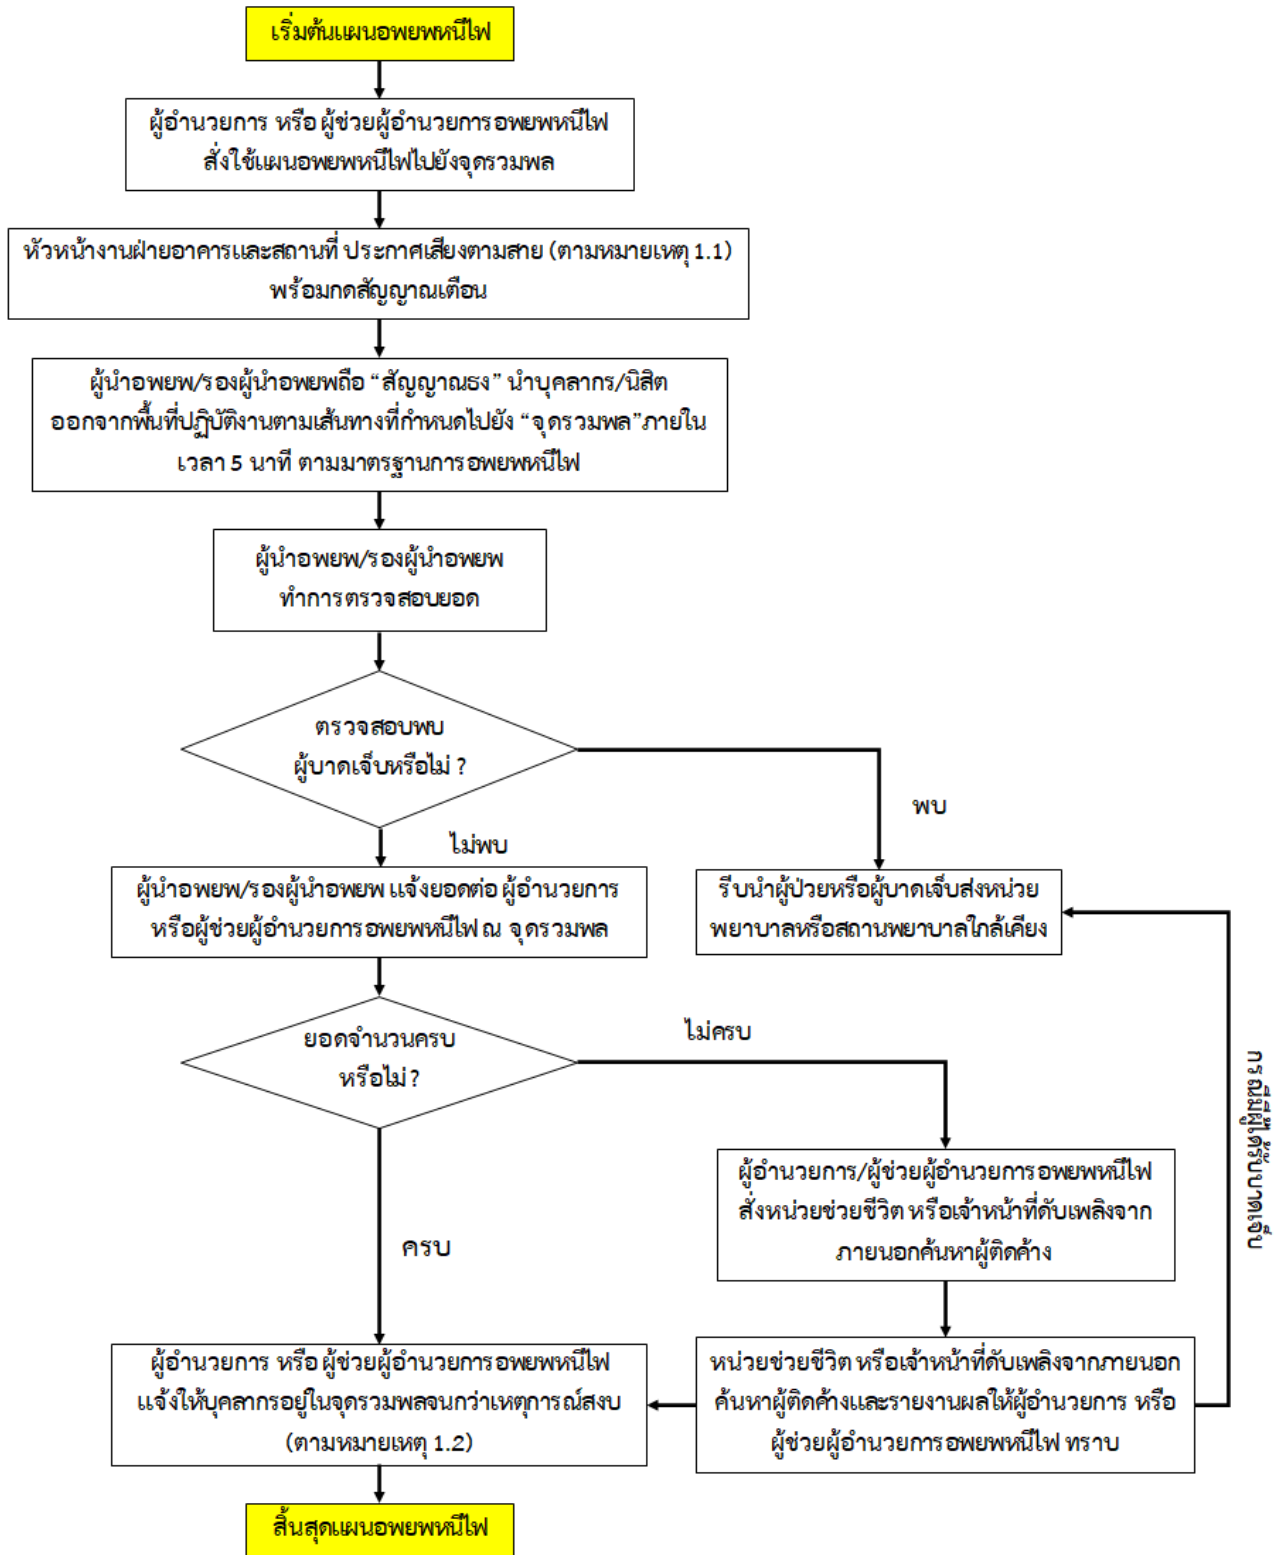 เริ่มต้นแผนอพยพหนีไฟ
ผู้อำนวยการ หรือ ผู้ช่วยผู้อำนวยการอพยพหนีไฟ
สั่งใช้แผนอพยพหนีไฟไปยังจุดรวมพล
หัวหน้างานฝ่ายอาคารและสถานที่ ประกาศเสียงตามสาย (ตามหมายเหตุ 1.1)
พร้อมกดสัญญาณเตือน
ผู้นำอพยพ/รองผู้นำอพยพถือ “สัญญาณธง” นำบุคลากร/นิสิต
ออกจากพื้นที่ปฏิบัติงานตามเส้นทางที่กำหนดไปยัง “จุดรวมพล”ภายใน
เวลา 5 นาที ตามมาตรฐานการอพยพหนีไฟ
ผู้นำอพยพ/รองผู้นำอพยพ
ทำการตรวจสอบยอด
ตรวจสอบพบ
ผู้บาดเจ็บหรือไม่ ?
พบ
ไม่พบ
ผู้นำอพยพ/รองผู้นำอพยพ แจ้งยอดต่อ ผู้อำนวยการ
หรือผู้ช่วยผู้อำนวยการอพยพหนีไฟ ณ จุดรวมพล
รีบนำผู้ป่วยหรือผู้บาดเจ็บส่งหน่วย
พยาบาลหรือสถานพยาบาลใกล้เคียง
ยอดจำนวนครบ
หรือไม่?
ไม่ครบ
กรณีมีผู้ได้รับบาดเจ็บ
ผู้อำนวยการ/ผู้ช่วยผู้อำนวยการอพยพหนีไฟ
สั่งหน่วยช่วยชีวิต หรือเจ้าหน้าที่ดับเพลิงจาก
ภายนอกค้นหาผู้ติดค้าง
ครบ
ผู้อำนวยการ หรือ ผู้ช่วยผู้อำนวยการอพยพหนีไฟ
แจ้งให้บุคลากรอยู่ในจุดรวมพลจนกว่าเหตุการณ์สงบ
(ตามหมายเหตุ 1.2)
หน่วยช่วยชีวิต หรือเจ้าหน้าที่ดับเพลิงจากภายนอก
ค้นหาผู้ติดค้างและรายงานผลให้ผู้อำนวยการ หรือ
ผู้ช่วยผู้อำนวยการอพยพหนีไฟ ทราบ
สิ้นสุดแผนอพยพหนีไฟ